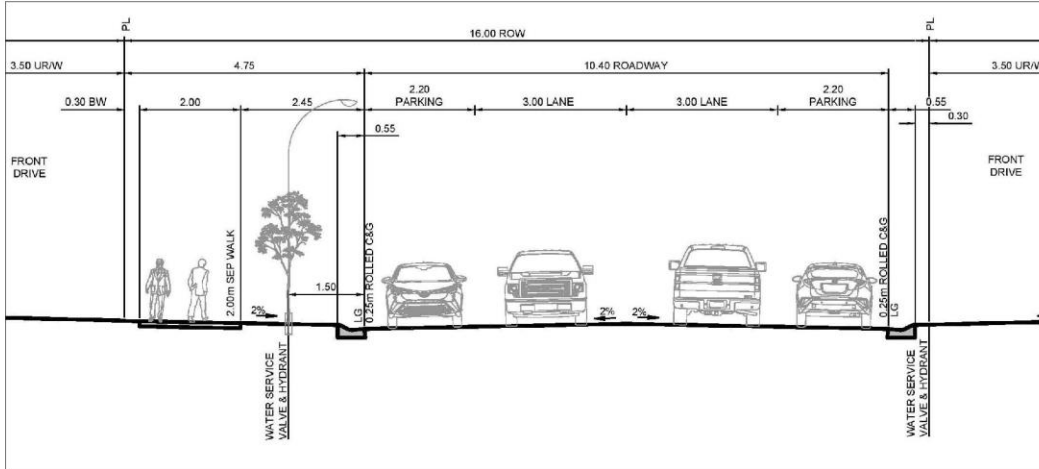 PL
PL
16.00 ROW
3.50 UR/W
4.75
10.40 ROADWAY
3.50 UR/W
0.30 BW
2.00
2.45
2.20
PARKING
3.00 LANE
3.00 LANE
2.20
PARKING
0.55
0.55
0.30
FRONT
DRIVE
FRONT
DRIVE
2.00m SEP WALK
1.50
LG
0.25m ROLLED C&G
0.25m ROLLED C&G
LG
2%
2%
2%
WATER SERVICE
VALVE & HYDRANT
WATER SERVICE
VALVE & HYDRANT